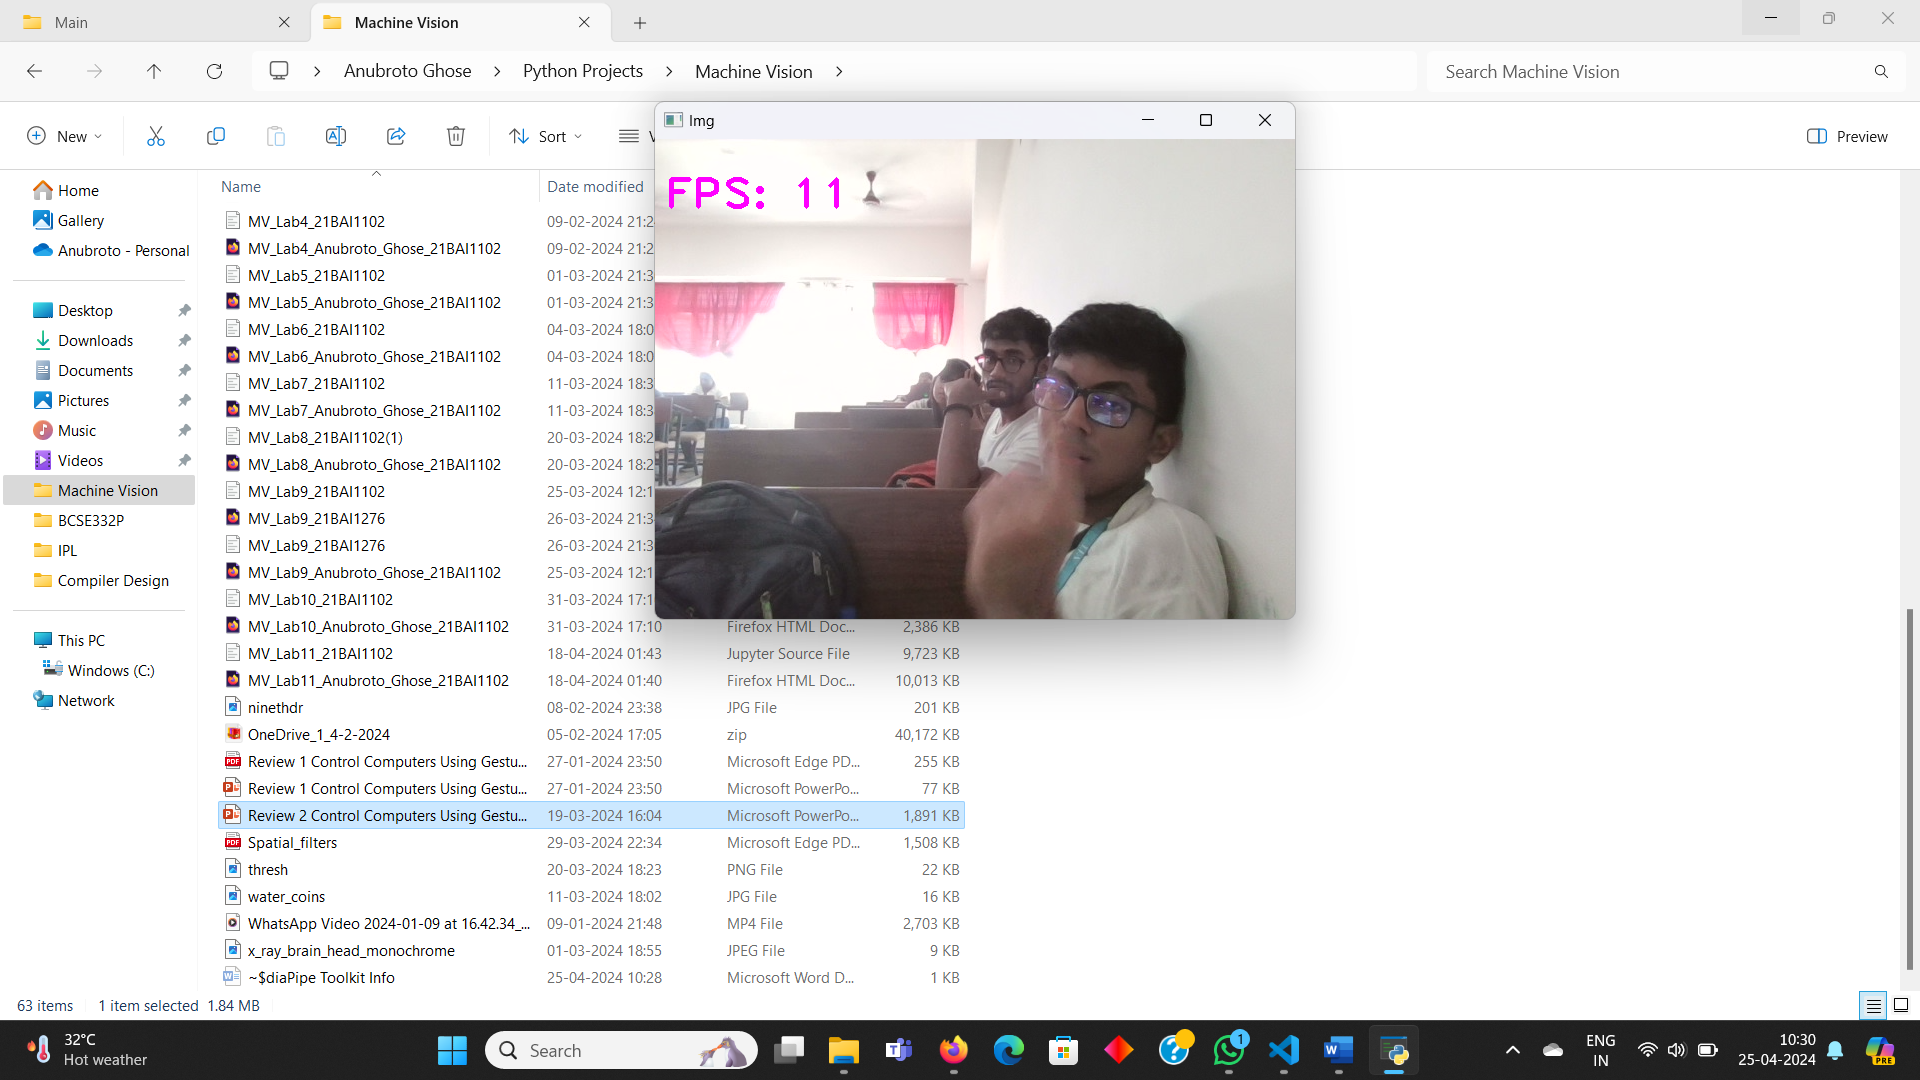 Main
Machine Vision
Anubroto Ghose
Python Projects
Machine Vision
Search Machine Vision
New
Sort
Preview
Img
FPS: 11
Home
Gallery
Anubroto - Personal
Desktop
Downloads
Documents
Pictures
Music
Videos
Machine Vision
BCSE332P
IPL
Compiler Design
This PC
Windows (C:)
Network
Name Date modified
MV_Lab4_21BAI1102 09-02-2024 21:2
MV_Lab4_Anubroto_Ghose_21BAI1102 09-02-2024 21:2
MV_Lab5_21BAI1102 01-03-2024 21:3
MV_Lab5_Anubroto_Ghose_21BAI1102 01-03-2024 21:3
MV_Lab6_21BAI1102 04-03-2024 18:0
MV_Lab6_Anubroto_Ghose_21BAI1102 04-03-2024 18:0
MV_Lab7_21BAI1102 11-03-2024 18:3
MV_Lab7_Anubroto_Ghose_21BAI1102 11-03-2024 18:3
MV_Lab8_21BAI1102(1) 20-03-2024 18:2
MV_Lab8_Anubroto_Ghose_21BAI1102 20-03-2024 18:2
MV_Lab9_21BAI1102 25-03-2024 12:1
MV_Lab9_21BAI1276 26-03-2024 21:3
MV_Lab9_21BAI1276 26-03-2024 21:3
MV_Lab9_Anubroto_Ghose_21BAI1102 25-03-2024 12:1
MV_Lab10_21BAI1102 31-03-2024 17:1
MV_Lab10_Anubroto_Ghose_21BAI1102 31-03-2024 17:10 Firefox HTML Doc... 2,386 KB
MV_Lab11_21BAI1102 18-04-2024 01:43 Jupyter Source File 9,723 KB
MV_Lab11_Anubroto_Ghose_21BAI1102 18-04-2024 01:40 Firefox HTML Doc... 10,013 KB
ninethdr 08-02-2024 23:38 JPG File 201 KB
OneDrive_1_4-2-2024 05-02-2024 17:05 zip 40,172 KB
Review 1 Control Computers Using Gestu... 27-01-2024 23:50 Microsoft Edge PD... 255 KB
Review 1 Control Computers Using Gestu... 27-01-2024 23:50 Microsoft PowerPo... 77 KB
Review 2 Control Computers Using Gestu... 19-03-2024 16:04 Microsoft PowerPo... 1,891 KB
Spatial_filters 29-03-2024 22:34 Microsoft Edge PD... 1,508 KB
thresh 20-03-2024 18:23 PNG File 22 KB
water_coins 11-03-2024 18:02 JPG File 16 KB
WhatsApp Video 2024-01-09 at 16.42.34_... 09-01-2024 21:48 MP4 File 2,703 KB
x_ray_brain_head_monochrome 01-03-2024 18:55 JPEG File 9 KB
~$diaPipe Toolkit Info 25-04-2024 10:28 Microsoft Word D... 1 KB
63 items 1 item selected 1.84 MB
32°C
Hot weather
Search
1
ENG
IN
10:30
25-04-2024
PRE